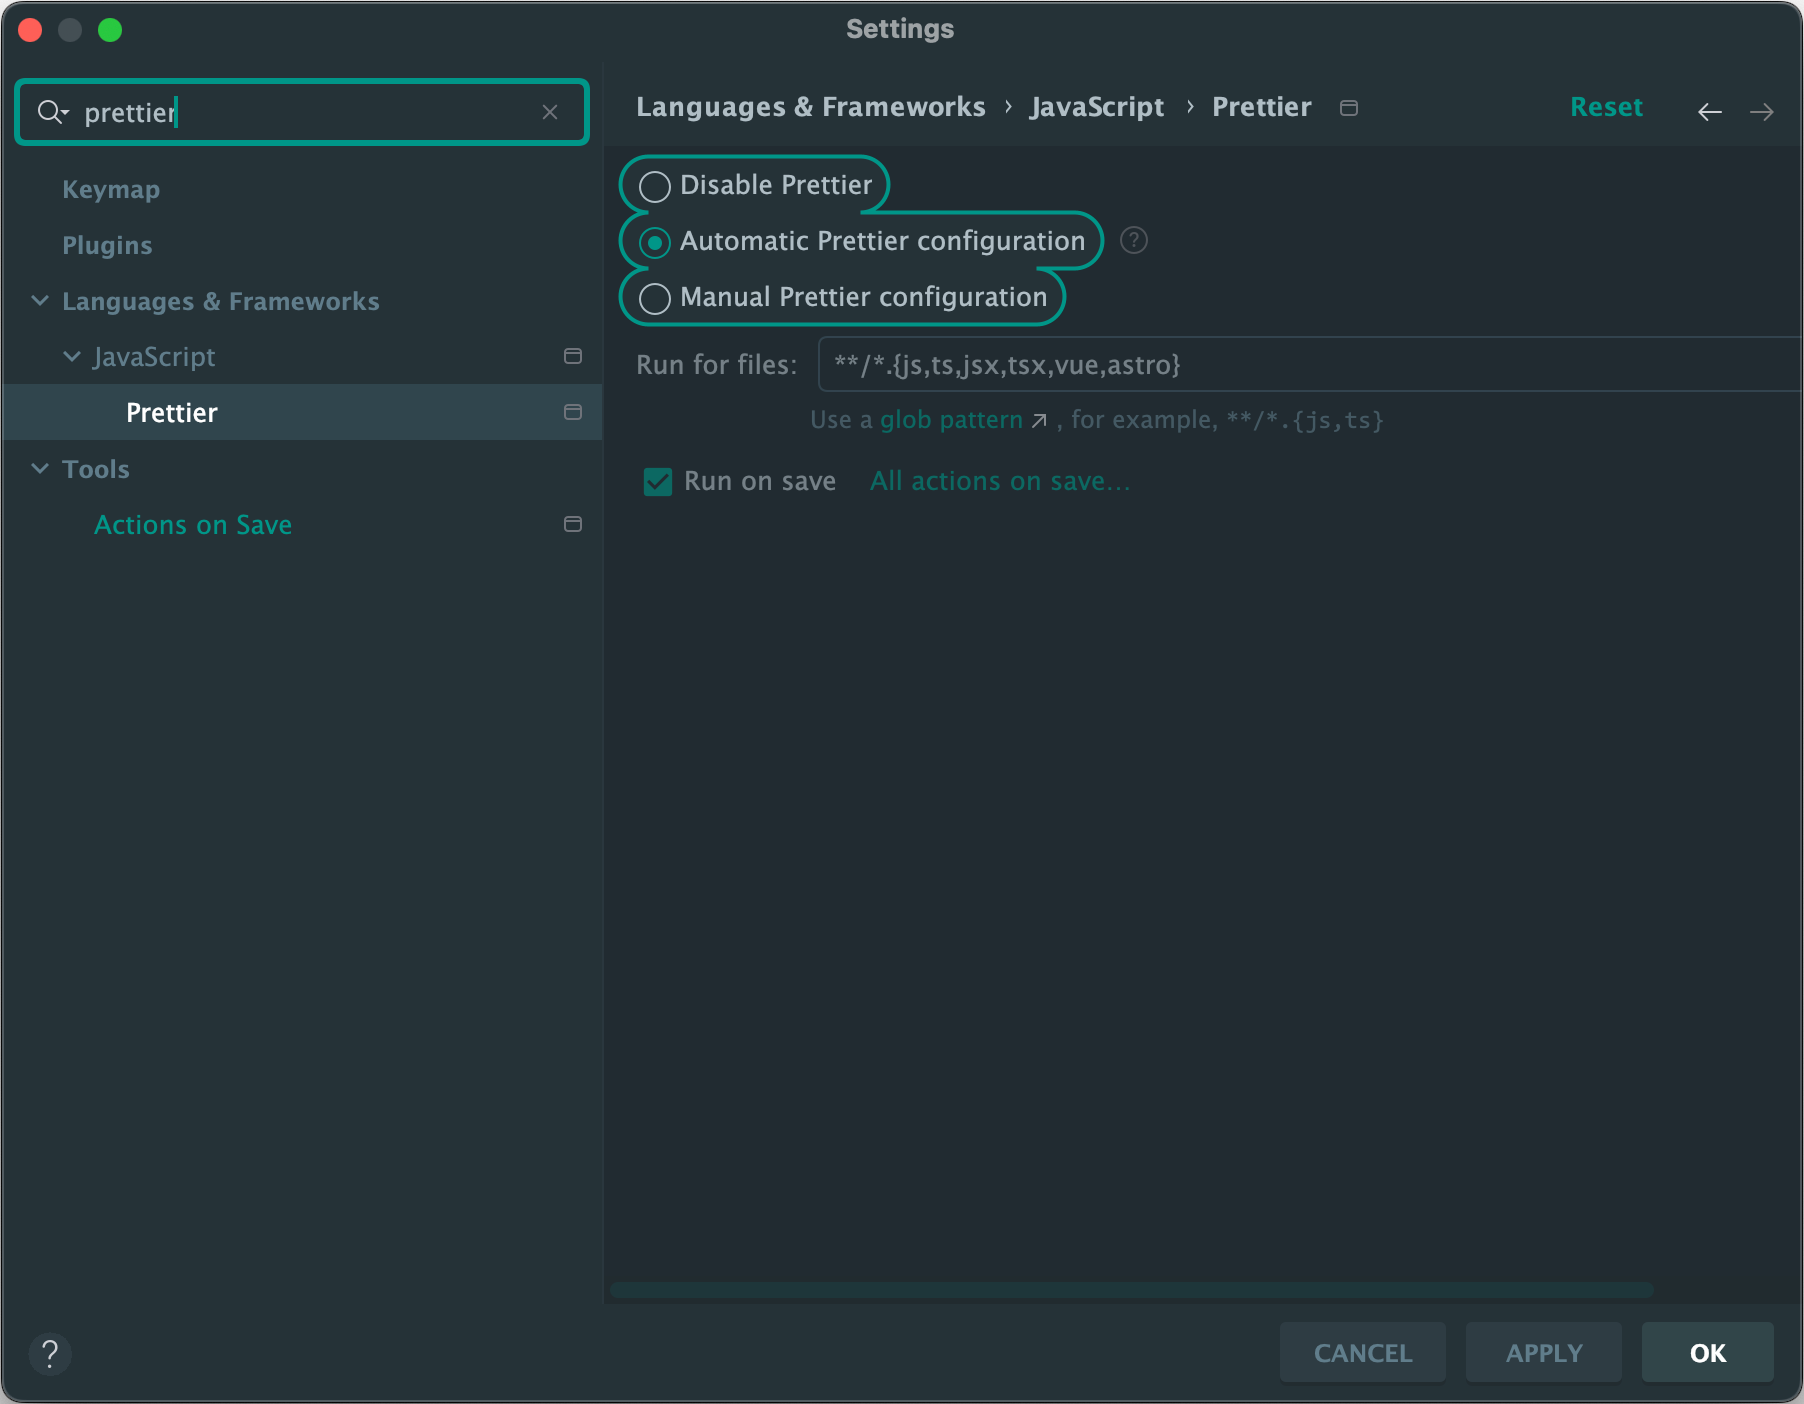 Settings
prettier
Keymap
Plugins
Languages & Frameworks
JavaScript
Prettier
Tools
Actions on Save
Languages & Frameworks › JavaScript › Prettier
Reset
Disable Prettier
Automatic Prettier configuration
?
Manual Prettier configuration
Run for files: **/*.{js,ts,jsx,tsx,vue,astro}
Use a glob pattern ↗ , for example, **/*.{js,ts}
Run on save All actions on save...
?
CANCEL
APPLY
OK